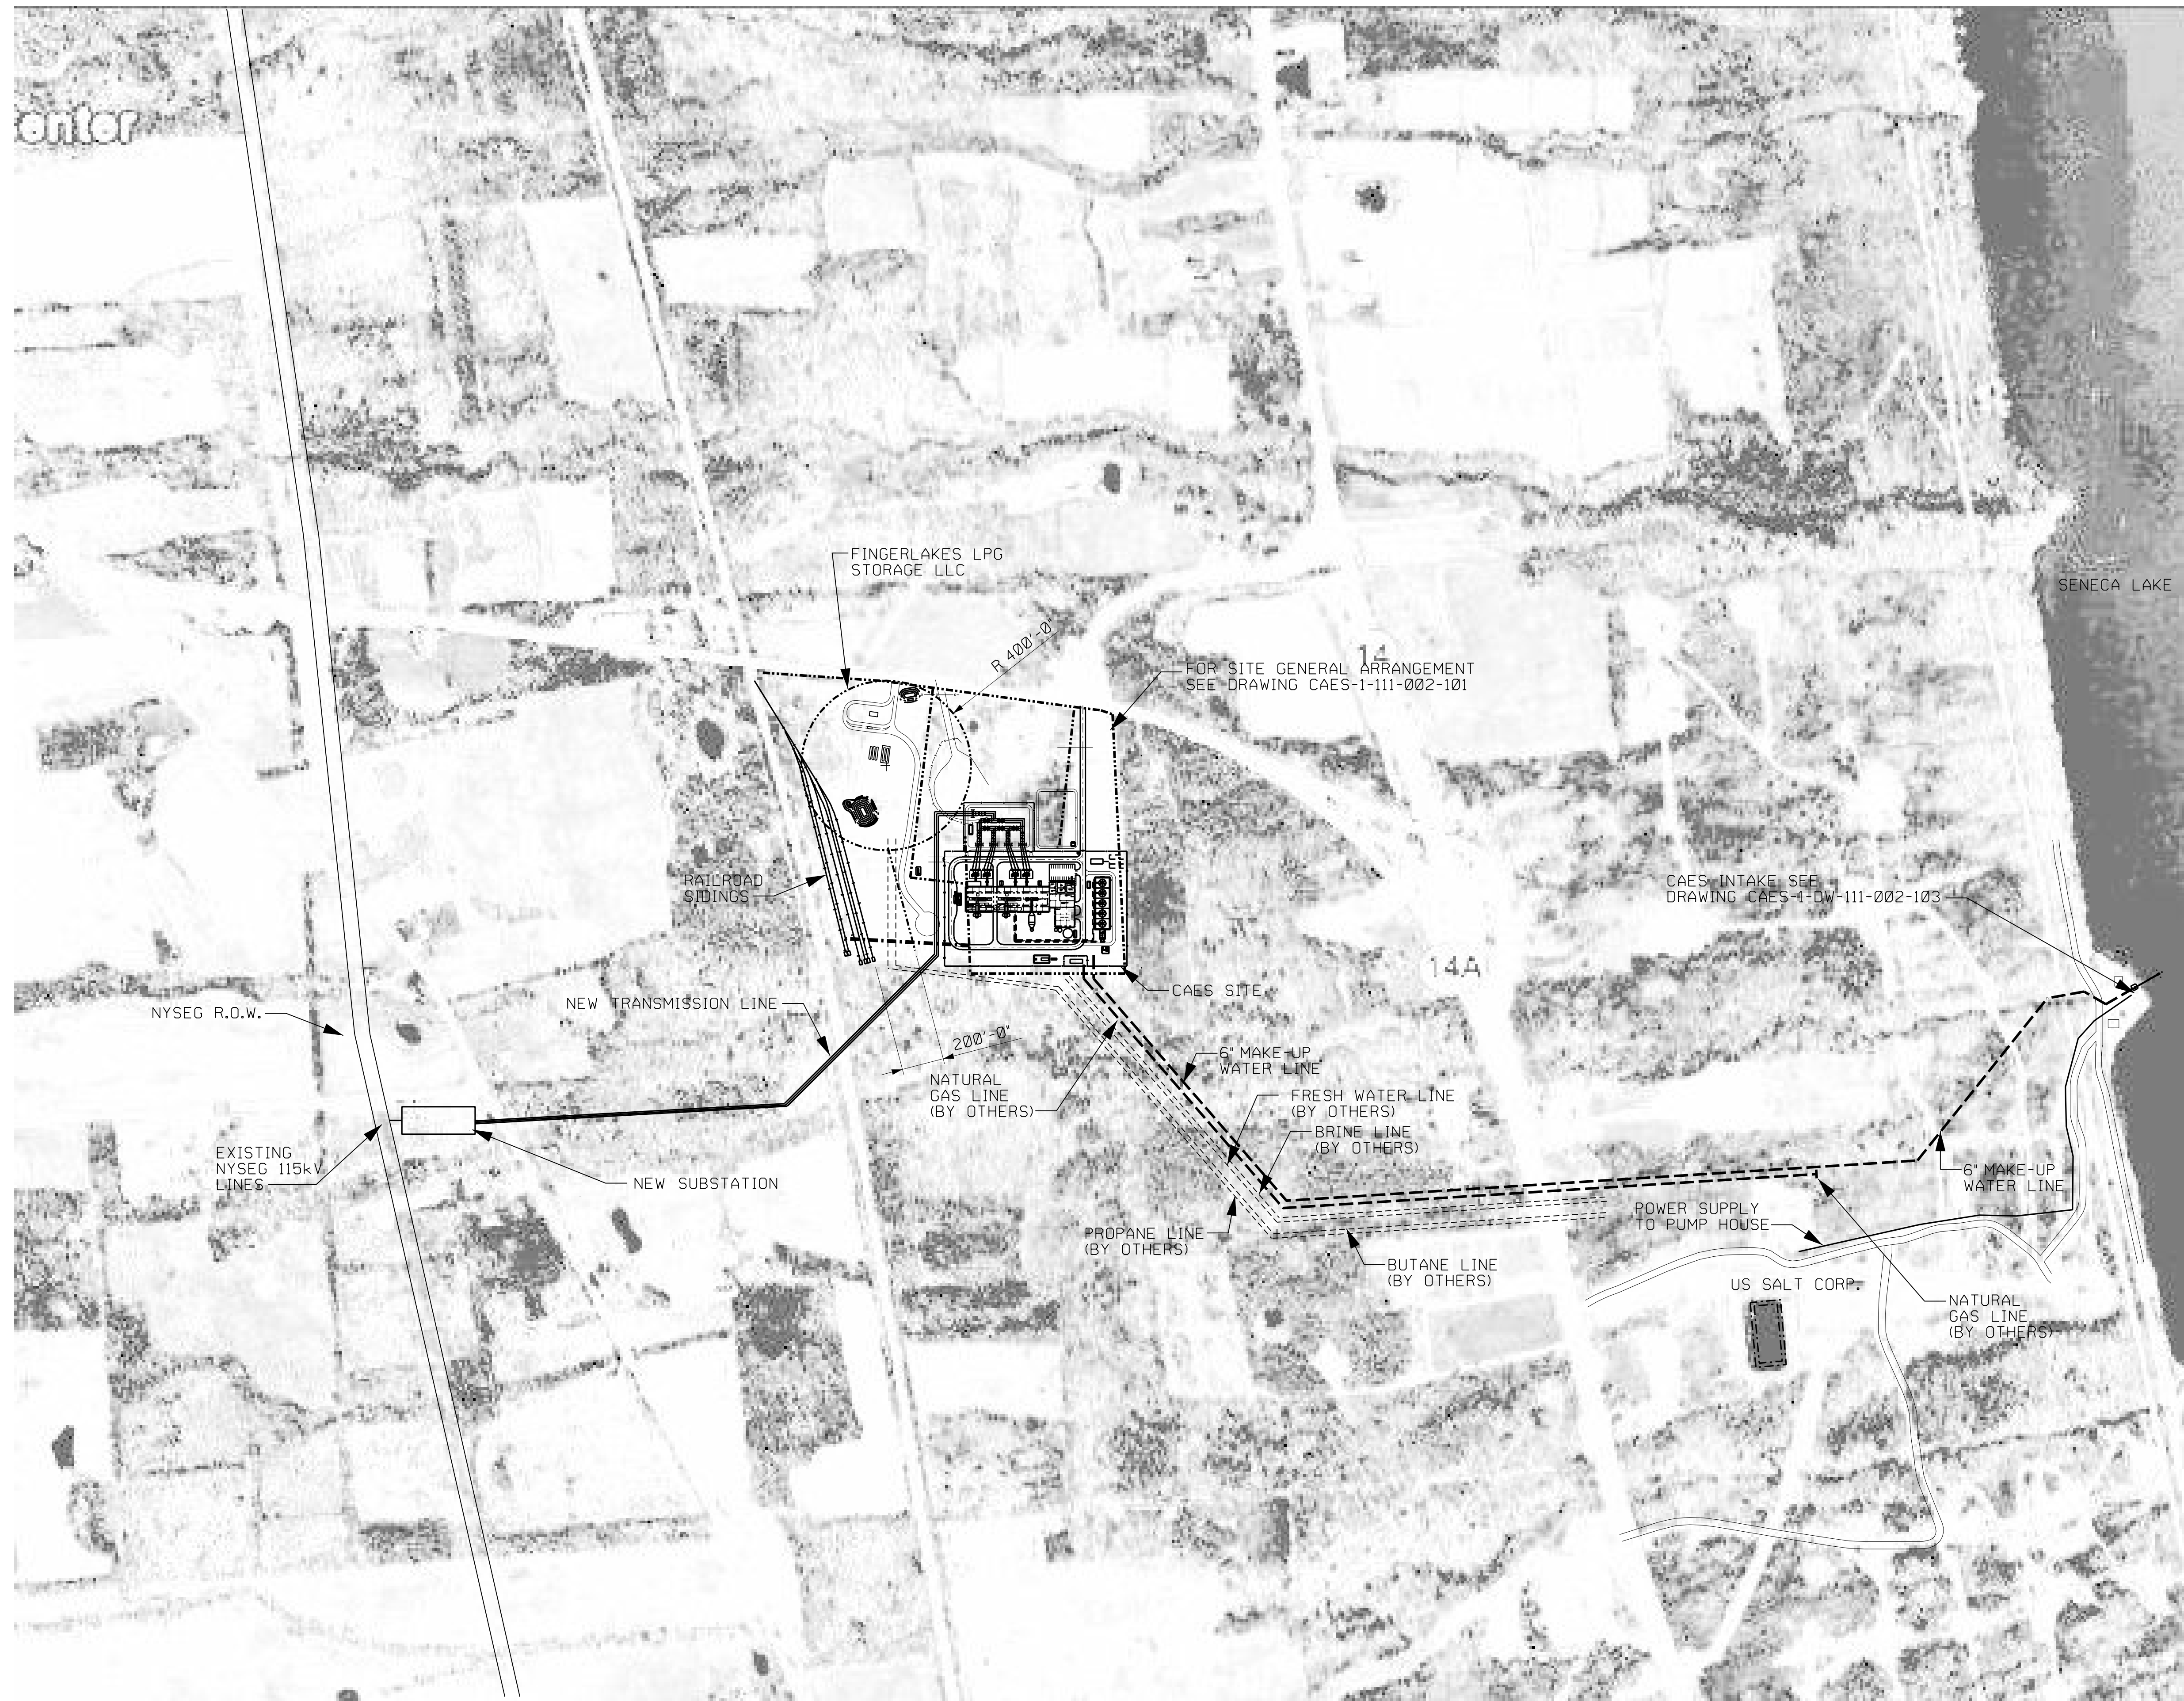 enter
FINGERLAKES LPG
STORAGE LLC
SENECA LAKE
R 400'-0"
14
FOR SITE GENERAL ARRANGEMENT
SEE DRAWING CAES-1-111-002-101
RAILROAD
SIDINGS
CAES INTAKE SEE
DRAWING CAES-1-DW-111-002-103
14A
CAES SITE
NEW TRANSMISSION LINE
NYSEG R.O.W.
200'-0"
6" MAKE-UP
WATER LINE
NATURAL
GAS LINE
(BY OTHERS)
FRESH WATER LINE
(BY OTHERS)
BRINE LINE
(BY OTHERS)
EXISTING
NYSEG 115kV
LINES
NEW SUBSTATION
6" MAKE-UP
WATER LINE
POWER SUPPLY
TO PUMP HOUSE
PROPANE LINE
(BY OTHERS)
BUTANE LINE
(BY OTHERS)
US SALT CORP.
NATURAL
GAS LINE
(BY OTHERS)